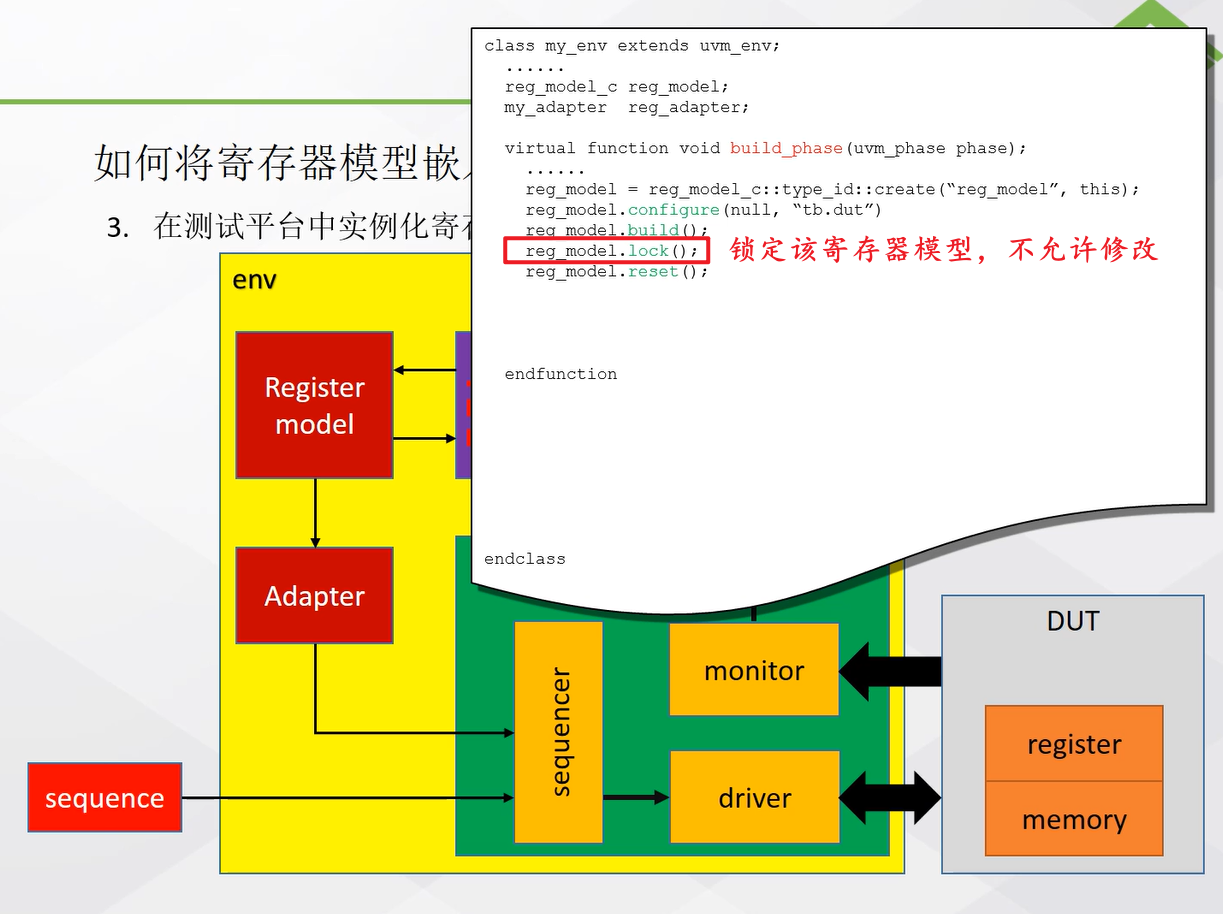 如何将寄存器模型嵌
3. 在测试平台中实例化寄
class my_env extends uvm_env;
......
reg_model_c reg_model;
my_adapter reg_adapter;
virtual function void build_phase(uvm_phase phase);
......
reg_model = reg_model_c::type_id::create(“reg_model”, this);
reg_model.configure(null, “tb.dut”)
reg_model.build();
reg_model.lock();
锁定该寄存器模型，不允许修改
reg_model.reset();
endfunction
endclass
env
Register
model
Adapter
sequencer
monitor
driver
sequence
DUT
register
memory